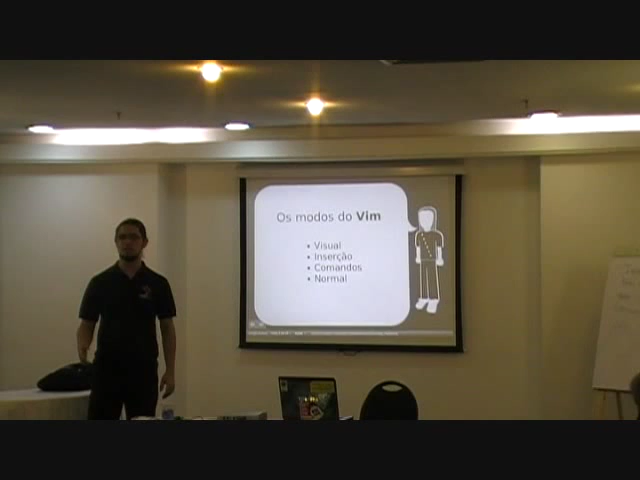 Os modos do Vim
• Visual
• Inserção
• Comandos
• Normal